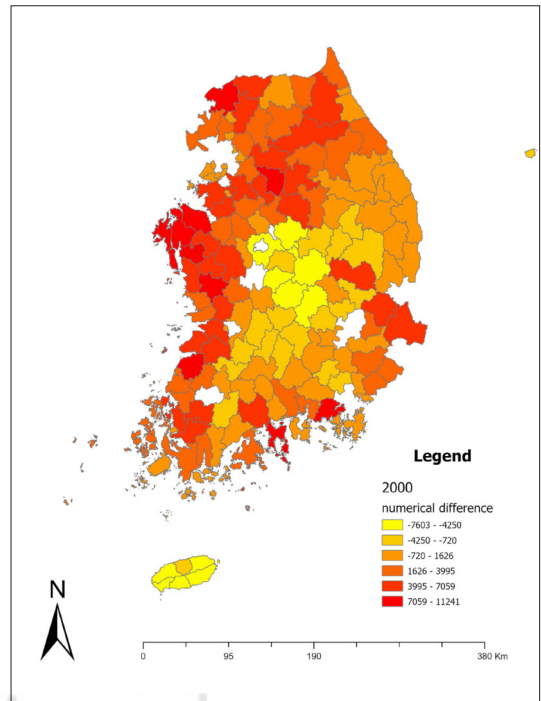 Legend
2000
numerical difference
-7603 - -4250
-4250 - -720
-720 - 1626
1626 - 3995
3995 - 7059
7059 - 11241
N
0 95 190 380 Km